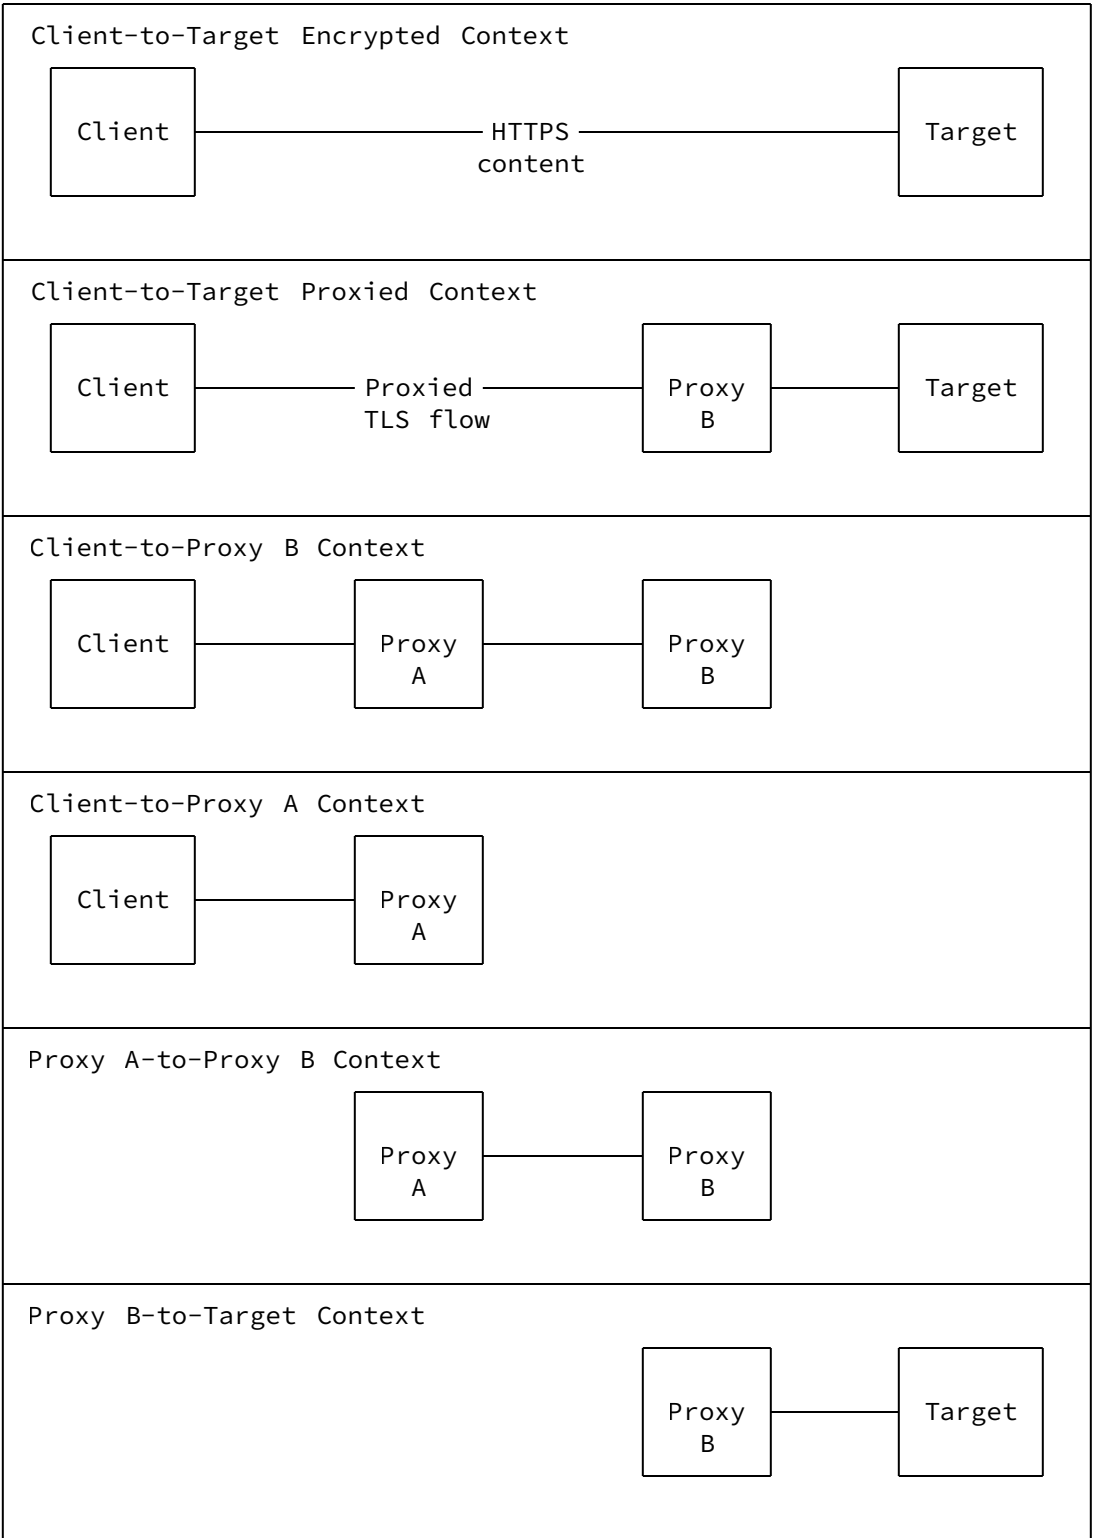 Client-to-Target Encrypted Context
Client
HTTPS
content
Target
Client-to-Target Proxied Context
Client
Proxied
TLS flow
Proxy
B
Target
Client-to-Proxy B Context
Client
Proxy
A
Proxy
B
Client-to-Proxy A Context
Client
Proxy
A
Proxy A-to-Proxy B Context
Proxy
A
Proxy
B
Proxy B-to-Target Context
Proxy
B
Target